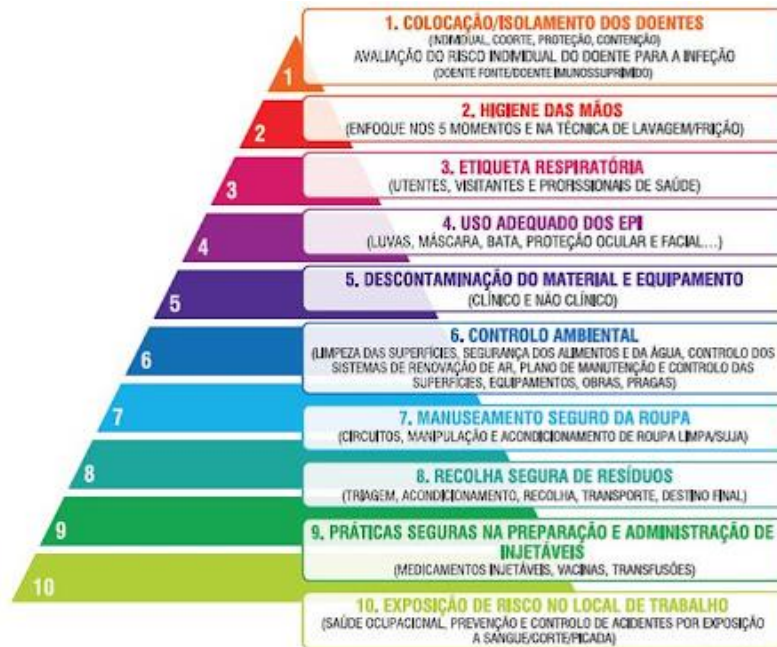 1. COLOCAÇÃO/ISOLAMENTO DOS DOENTES
(INDIVIDUAL, COORTE, PROTEÇÃO, CONTENÇÃO)
AVALIAÇÃO DO RISCO INDIVIDUAL DO DOENTE PARA A INFEÇÃO
(DOENTE FONTE/DOENTE IMUNOSSUPRIMIDO)
1
2. HIGIENE DAS MÃOS
(ENFOQUE NOS 5 MOMENTOS E NA TÉCNICA DE LAVAGEM/FRIÇÃO)
2
3. ETIQUETA RESPIRATÓRIA
(UTENTES, VISITANTES E PROFISSIONAIS DE SAÚDE)
3
4. USO ADEQUADO DOS EPI
(LUVAS, MÁSCARA, BATA, PROTEÇÃO OCULAR E FACIAL...)
4
5. DESCONTAMINAÇÃO DO MATERIAL E EQUIPAMENTO
(CLÍNICO E NÃO CLÍNICO)
5
6. CONTROLO AMBIENTAL
(LIMPEZA DAS SUPERFÍCIES, SEGURANÇA DOS ALIMENTOS E DA ÁGUA, CONTROLO DOS
SISTEMAS DE RENOVAÇÃO DE AR, PLANO DE MANUTENÇÃO E CONTROLO DAS
SUPERFÍCIES, EQUIPAMENTOS, OBRAS, PRAGAS)
6
7. MANUSEAMENTO SEGURO DA ROUPA
(CIRCUITOS, MANIPULAÇÃO E ACONDICIONAMENTO DE ROUPA LIMPA/SUJA)
7
8. RECOLHA SEGURA DE RESÍDUOS
(TRIAGEM, ACONDICIONAMENTO, RECOLHA, TRANSPORTE, DESTINO FINAL)
8
9. PRÁTICAS SEGURAS NA PREPARAÇÃO E ADMINISTRAÇÃO DE
INJETÁVEIS
(MEDICAMENTOS INJETÁVEIS, VACINAS, TRANSFUSÕES)
9
10. EXPOSIÇÃO DE RISCO NO LOCAL DE TRABALHO
(SAÚDE OCUPACIONAL, PREVENÇÃO E CONTROLO DE ACIDENTES POR EXPOSIÇÃO
A SANGUE/CORTE/PICADA)
10